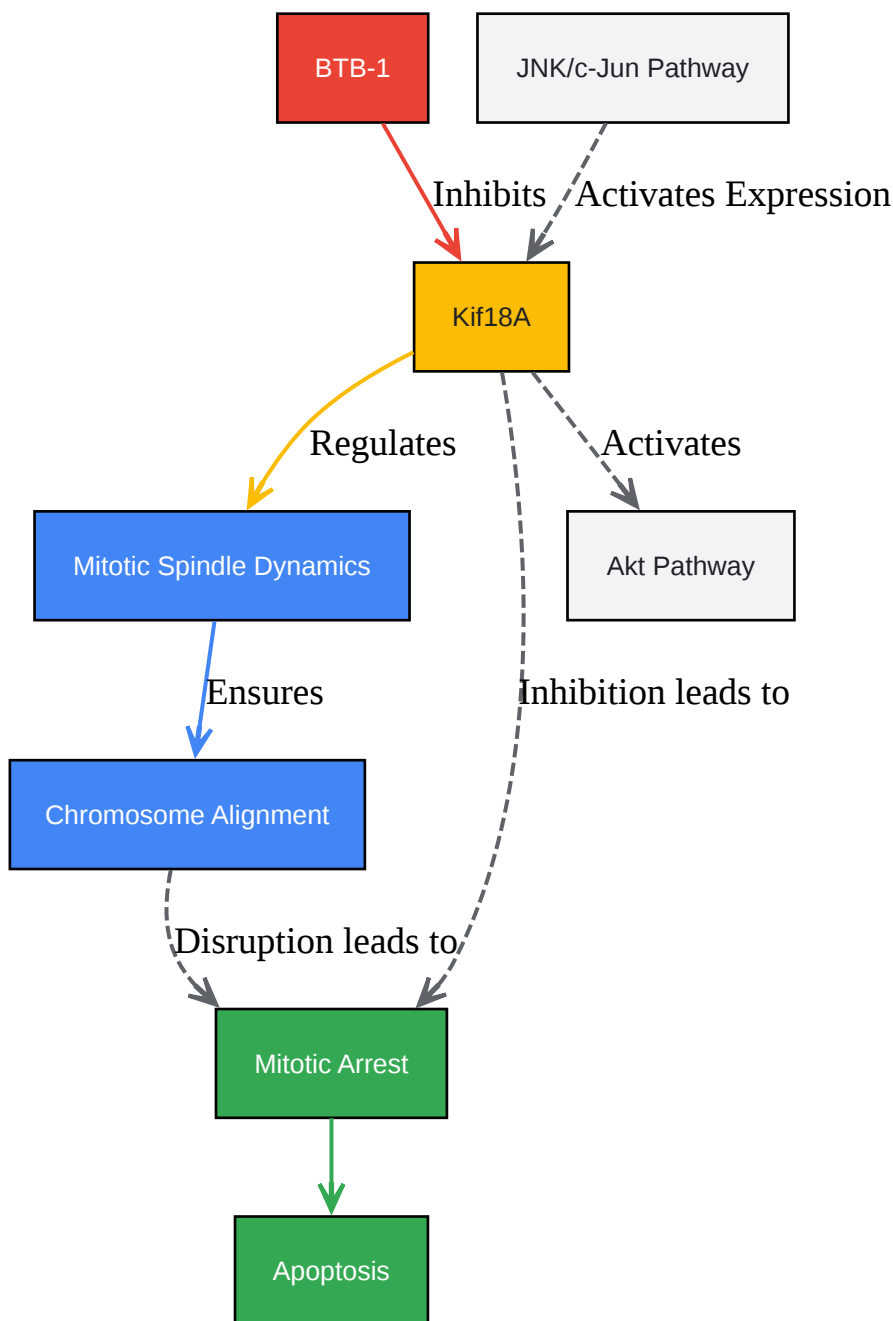 BTB-1
JNK/c-Jun Pathway
Inhibits
Activates Expression
Kif18A
Regulates
Activates
Mitotic Spindle Dynamics
Akt Pathway
Ensures
Inhibition leads to
Chromosome Alignment
Disruption leads to
Mitotic Arrest
Apoptosis